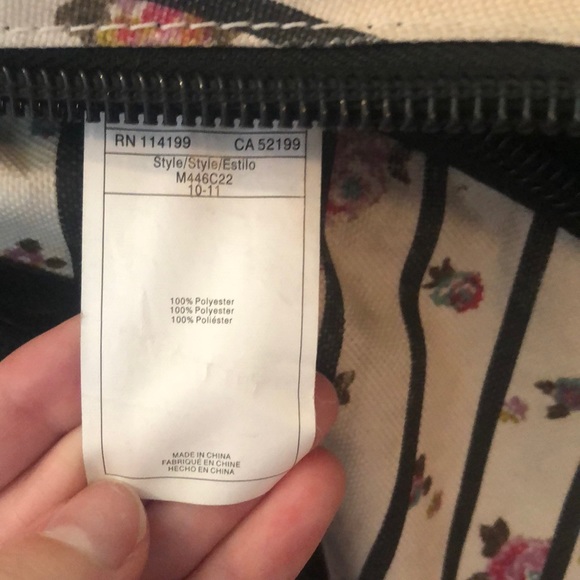 RN 114199 CA 52199
Style/Style/Estilo
M446C22
10-11
100% Polyester
100% Polyester
100% Poliéster
MADE IN CHINA
FABRIQUÉ EN CHINE
HECHO EN CHINA